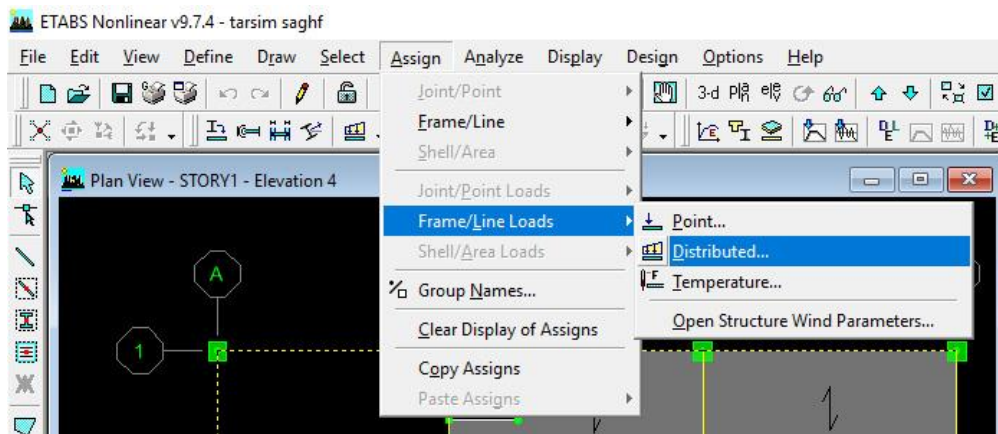 ETABS Nonlinear v9.7.4 - tarsim saghf
File Edit View Define Draw Select Assign Analyze Display Design Options Help
3-d
Plan View - STORY1 - Elevation 4
Joint/Point
Frame/Line
Shell/Area
Joint/Point Loads
Frame/Line Loads
Shell/Area Loads
Group Names...
Clear Display of Assigns
Copy Assigns
Paste Assigns
Point...
Distributed...
Temperature...
Open Structure Wind Parameters...
A
1